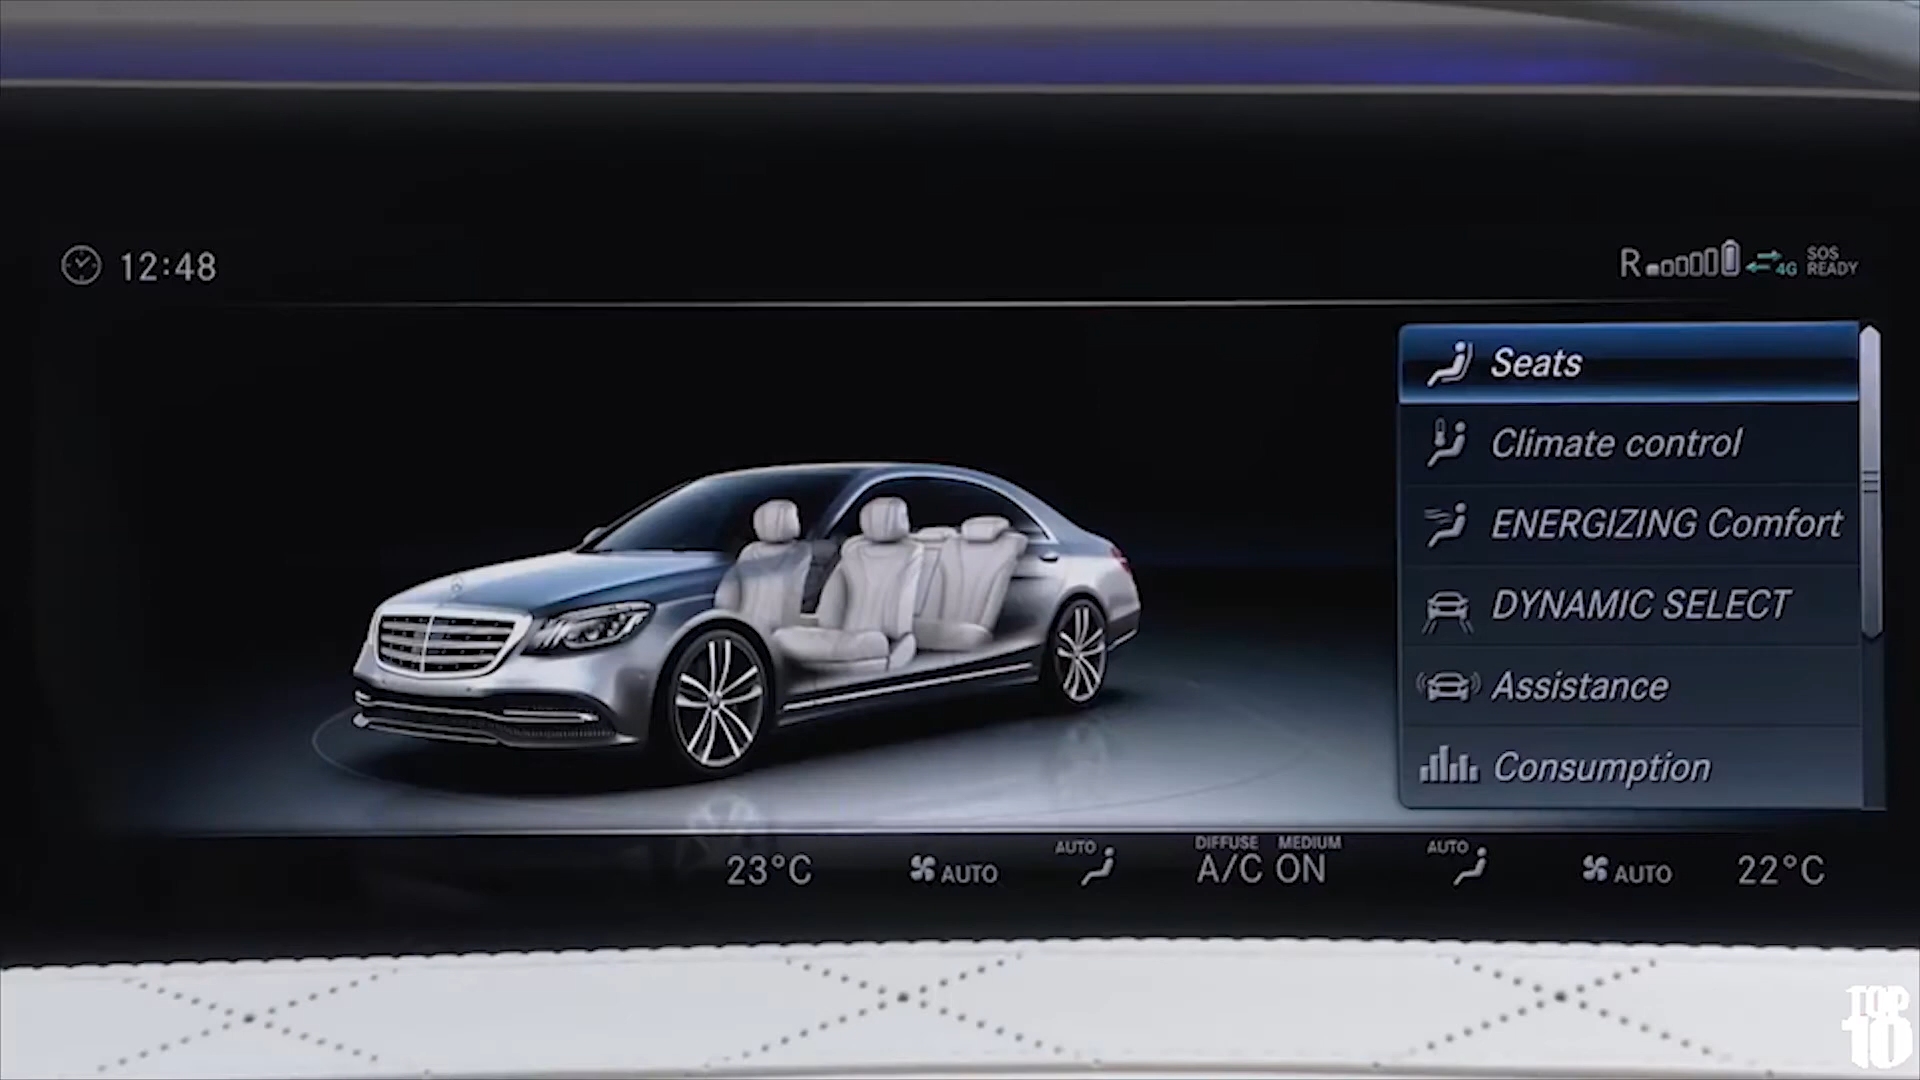 12:48
R 4G SOS READY
Seats
Climate control
ENERGIZING Comfort
DYNAMIC SELECT
Assistance
Consumption
23°C AUTO AUTO DIFFUSE MEDIUM A/C ON AUTO AUTO 22°C
TOP 10